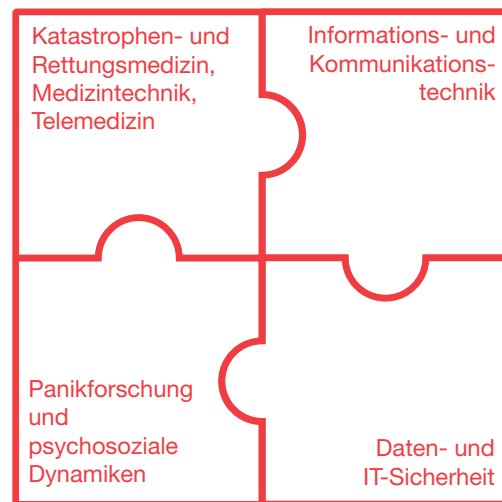 Katastrophen- und
Rettungsmedizin,
Medizintechnik,
Telemedizin
Informations- und
Kommunikations-
technik
Panikforschung
und
psychosoziale
Dynamiken
Daten- und
IT-Sicherheit